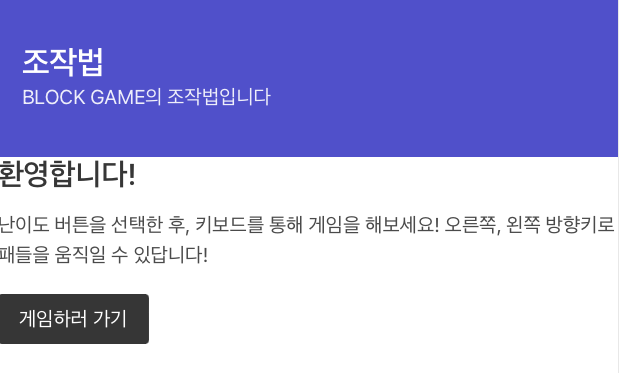 조작법
BLOCK GAME의 조작법입니다
환영합니다!
난이도 버튼을 선택한 후, 키보드를 통해 게임을 해보세요! 오른쪽, 왼쪽 방향키로
패들을 움직일 수 있답니다!
게임하러 가기